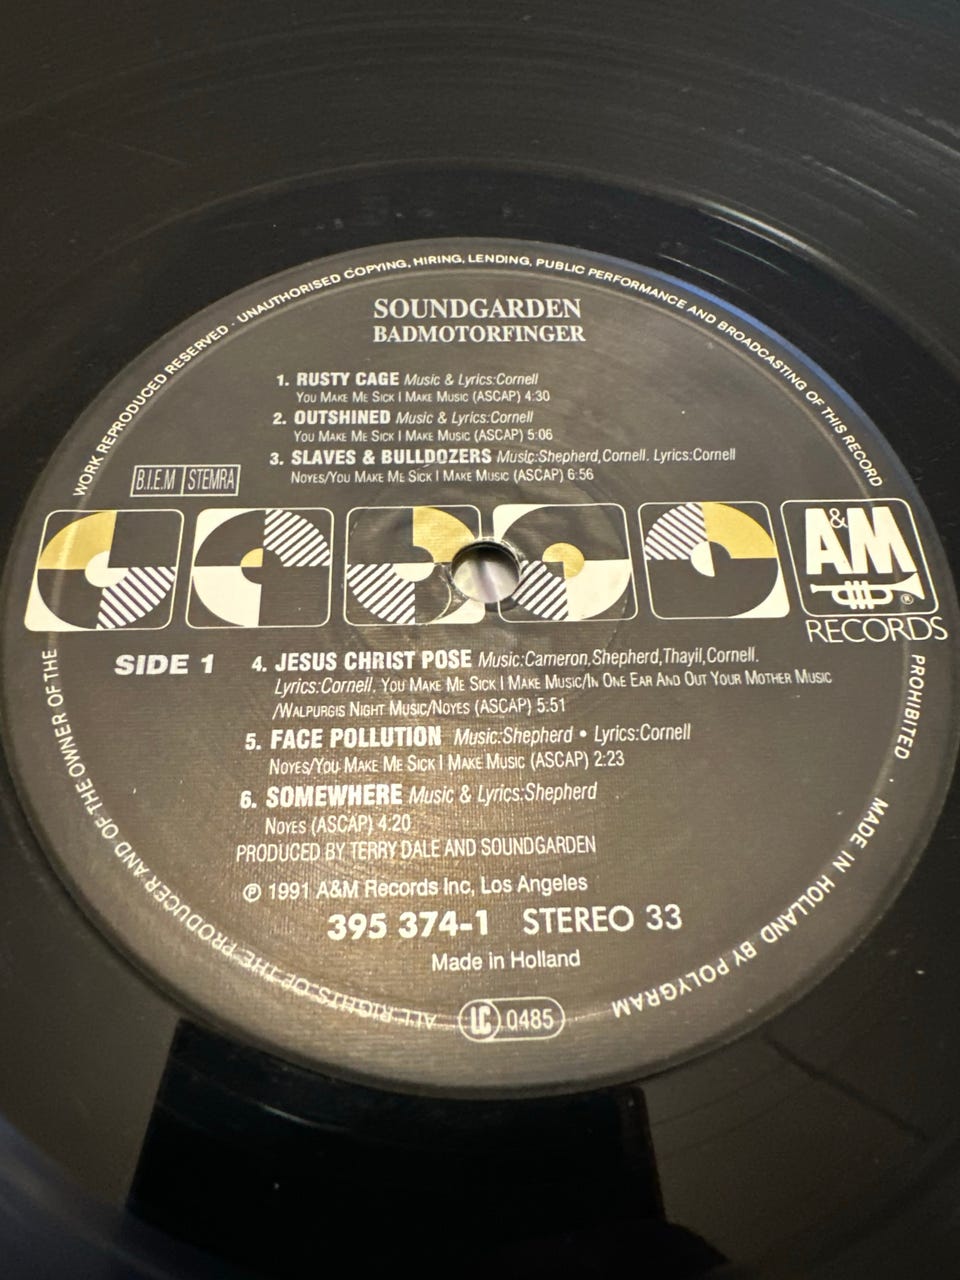 WORK REPRODUCED RESERVED · UNAUTHORISED COPYING, HIRING, LENDING, PUBLIC PERFORMANCE AND BROADCASTING OF THIS RECORD
SOUNDGARDEN
BADMOTORFINGER
1. RUSTY CAGE Music & Lyrics:Cornell
YOU MAKE ME SICK I MAKE MUSIC (ASCAP) 4:30
2. OUTSHINED Music & Lyrics:Cornell
YOU MAKE ME SICK I MAKE MUSIC (ASCAP) 5:06
3. SLAVES & BULLDOZERS Music:Shepherd,Cornell. Lyrics:Cornell
NOYES/YOU MAKE ME SICK I MAKE MUSIC (ASCAP) 6:56
B.I.E.M STEMRA
A&M ®
RECORDS
SIDE 1
4. JESUS CHRIST POSE Music:Cameron,Shepherd,Thayil,Cornell.
Lyrics:Cornell. YOU MAKE ME SICK I MAKE MUSIC/IN ONE EAR AND OUT YOUR MOTHER MUSIC
/WALPURGIS NIGHT MUSIC/NOYES (ASCAP) 5:51
5. FACE POLLUTION Music:Shepherd • Lyrics:Cornell
NOYES/YOU MAKE ME SICK I MAKE MUSIC (ASCAP) 2:23
6. SOMEWHERE Music & Lyrics:Shepherd
NOYES (ASCAP) 4:20
PRODUCED BY TERRY DALE AND SOUNDGARDEN
℗ 1991 A&M Records Inc, Los Angeles
395 374-1 STEREO 33
Made in Holland
LC 0485
PROHIBITED MADE IN HOLLAND BY POLYGRAM
ALL RIGHTS OF THE PRODUCER AND OF THE OWNER OF THE